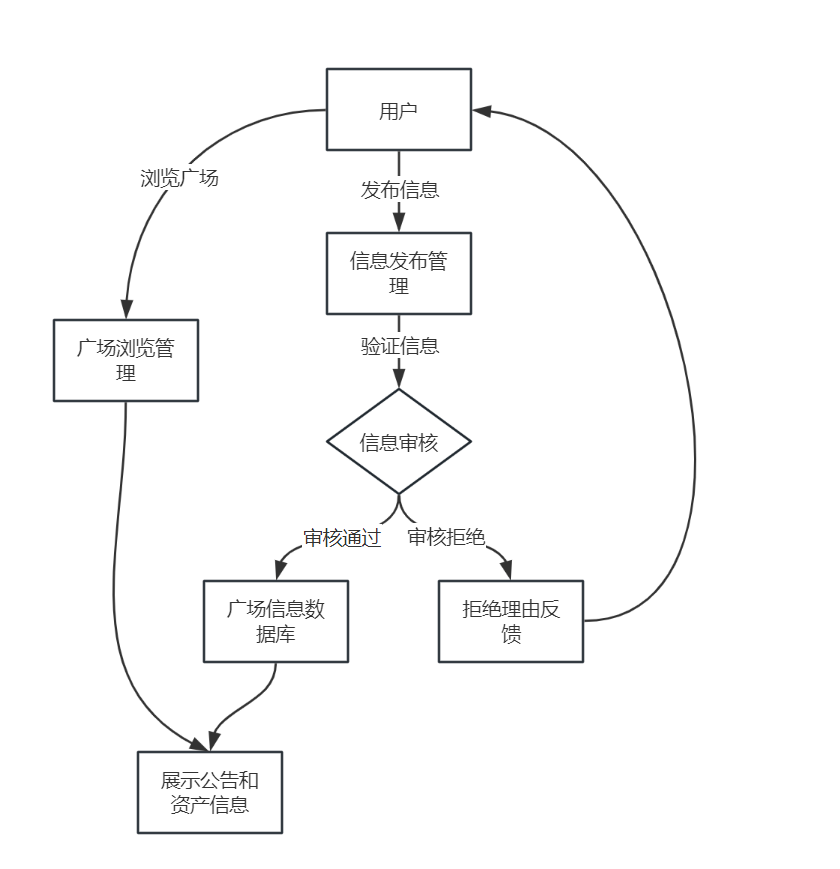 用户
浏览广场
发布信息
信息发布管
理
广场浏览管
理
验证信息
信息审核
审核通过
审核拒绝
广场信息数
据库
拒绝理由反
馈
展示公告和
资产信息